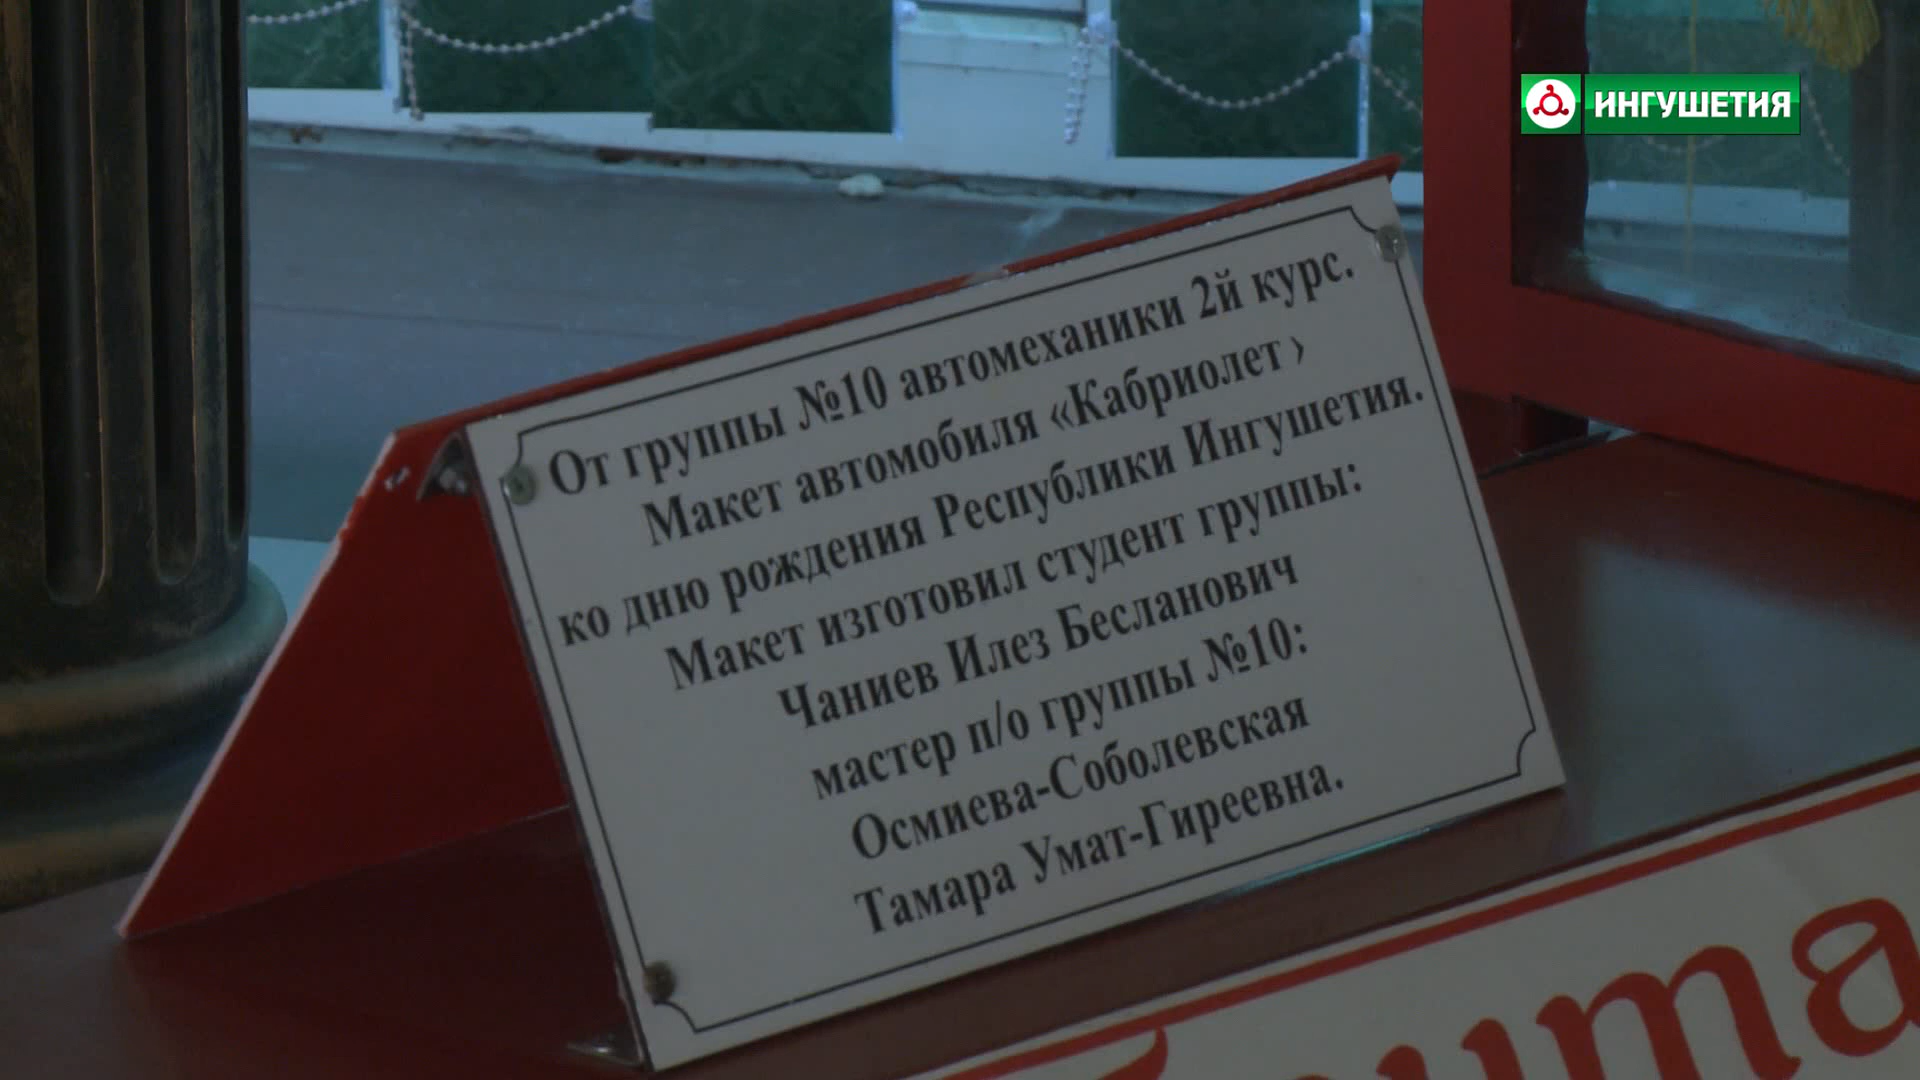 ИНГУШЕТИЯ
От группы №10 автомеханики 2й курс.
Макет автомобиля «Кабриолет›
ко дню рождения Республики Ингушетия.
Макет изготовил студент группы:
Чаниев Илез Бесланович
мастер п/о группы №10:
Осмиева-Соболевская
Тамара Умат-Гиреевна.